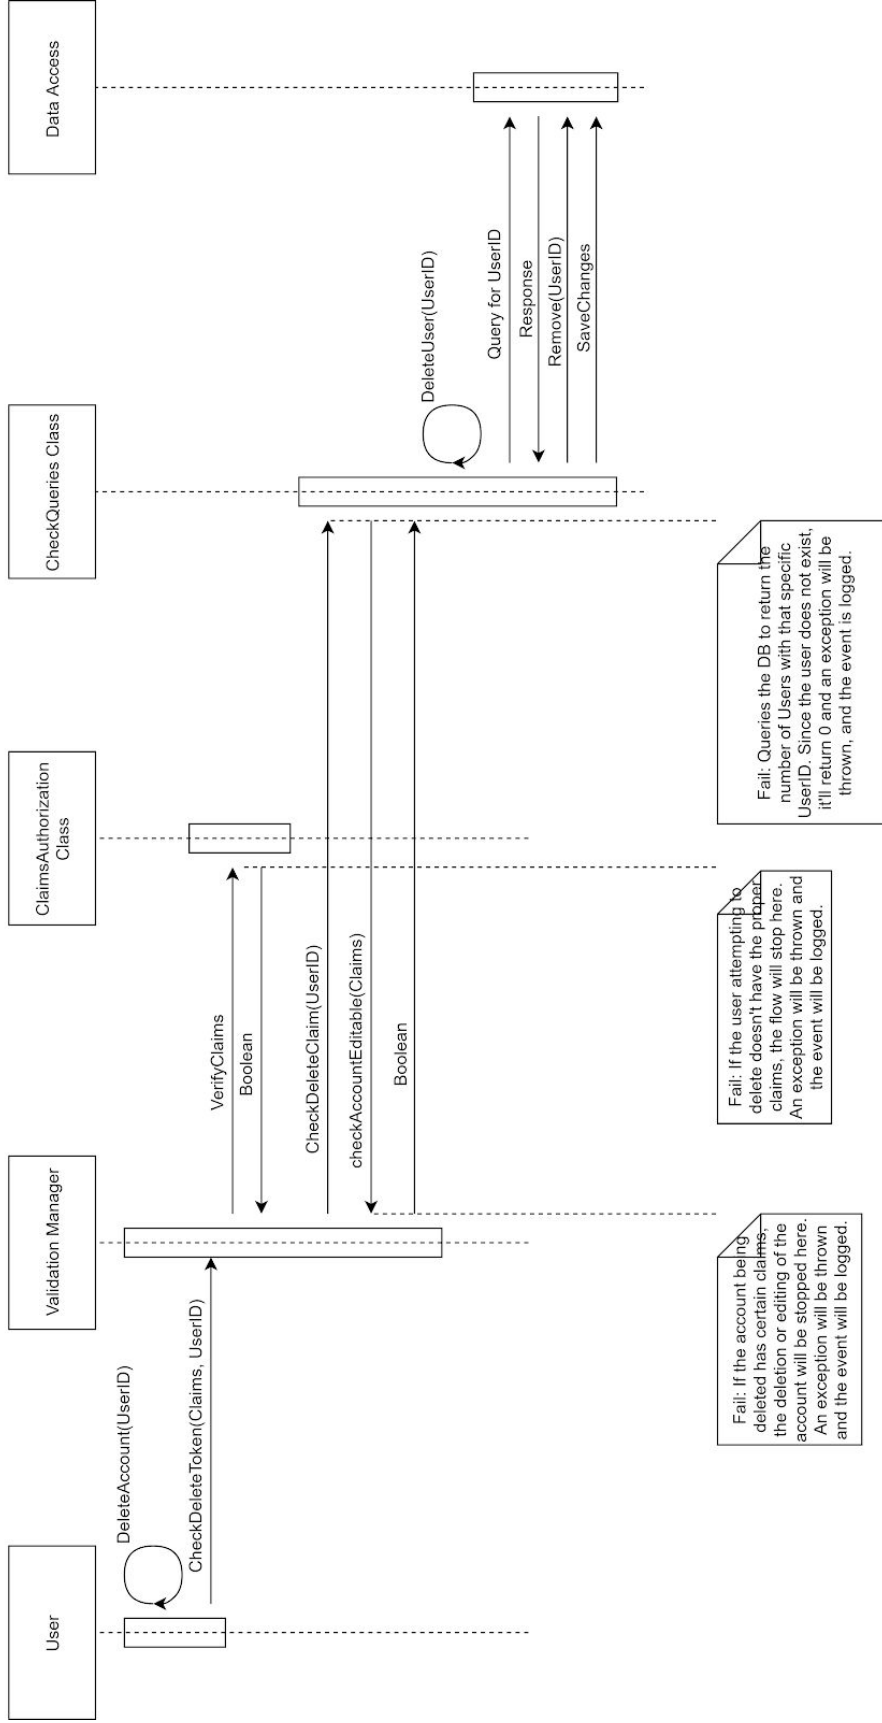 User
Validation Manager
ClaimsAuthorization
Class
CheckQueries Class
Data Access
DeleteAccount(UserID)
CheckDeleteToken(Claims, UserID)
VerifyClaims
Boolean
CheckDeleteClaim(UserID)
checkAccountEditable(Claims)
Boolean
DeleteUser(UserID)
Query for UserID
Response
Remove(UserID)
SaveChanges
Fail: If the account being
deleted has certain claims,
the deletion or editing of the
account will be stopped here.
An exception will be thrown
and the event will be logged.
Fail: If the user attempting to
delete doesn't have the proper
claims, the flow will stop here.
An exception will be thrown and
the event will be logged.
Fail: Queries the DB to return the
number of Users with that specific
UserID. Since the user does not exist,
it'll return 0 and an exception will be
thrown, and the event is logged.